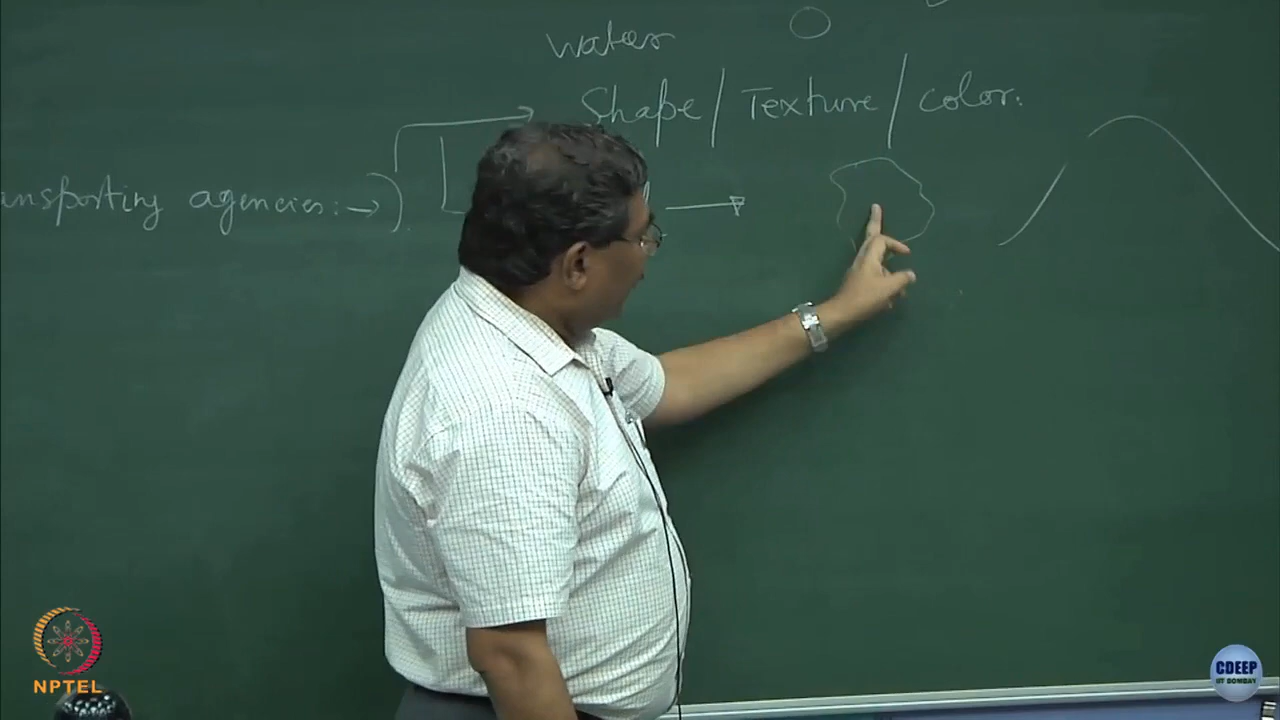 water
Shape / Texture / color.
ansporting agencies:→
NPTEL
CDEEP
IIT BOMBAY